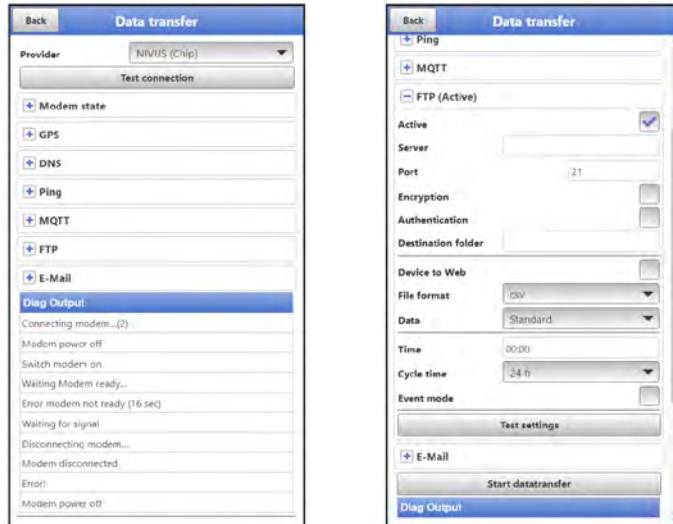 Back Data transfer
Provider NIVUS (Chip)
Test connection
Modem state
GPS
DNS
Ping
MQTT
FTP
E-Mail
Diag Output
Connecting modem...(2)
Modem power off
Switch modem on
Waiting Modem ready...
Error modem not ready (16 sec)
Waiting for signal
Disconnecting modem...
Modem disconnected
Error!
Modem power off
Back Data transfer
Ping
MQTT
FTP (Active)
Active
Server
Port 21
Encryption
Authentication
Destination folder
Device to Web
File format csv
Data Standard
Time 00:00
Cycle time 24 h
Event mode
Test settings
E-Mail
Start datatransfer
Diag Output